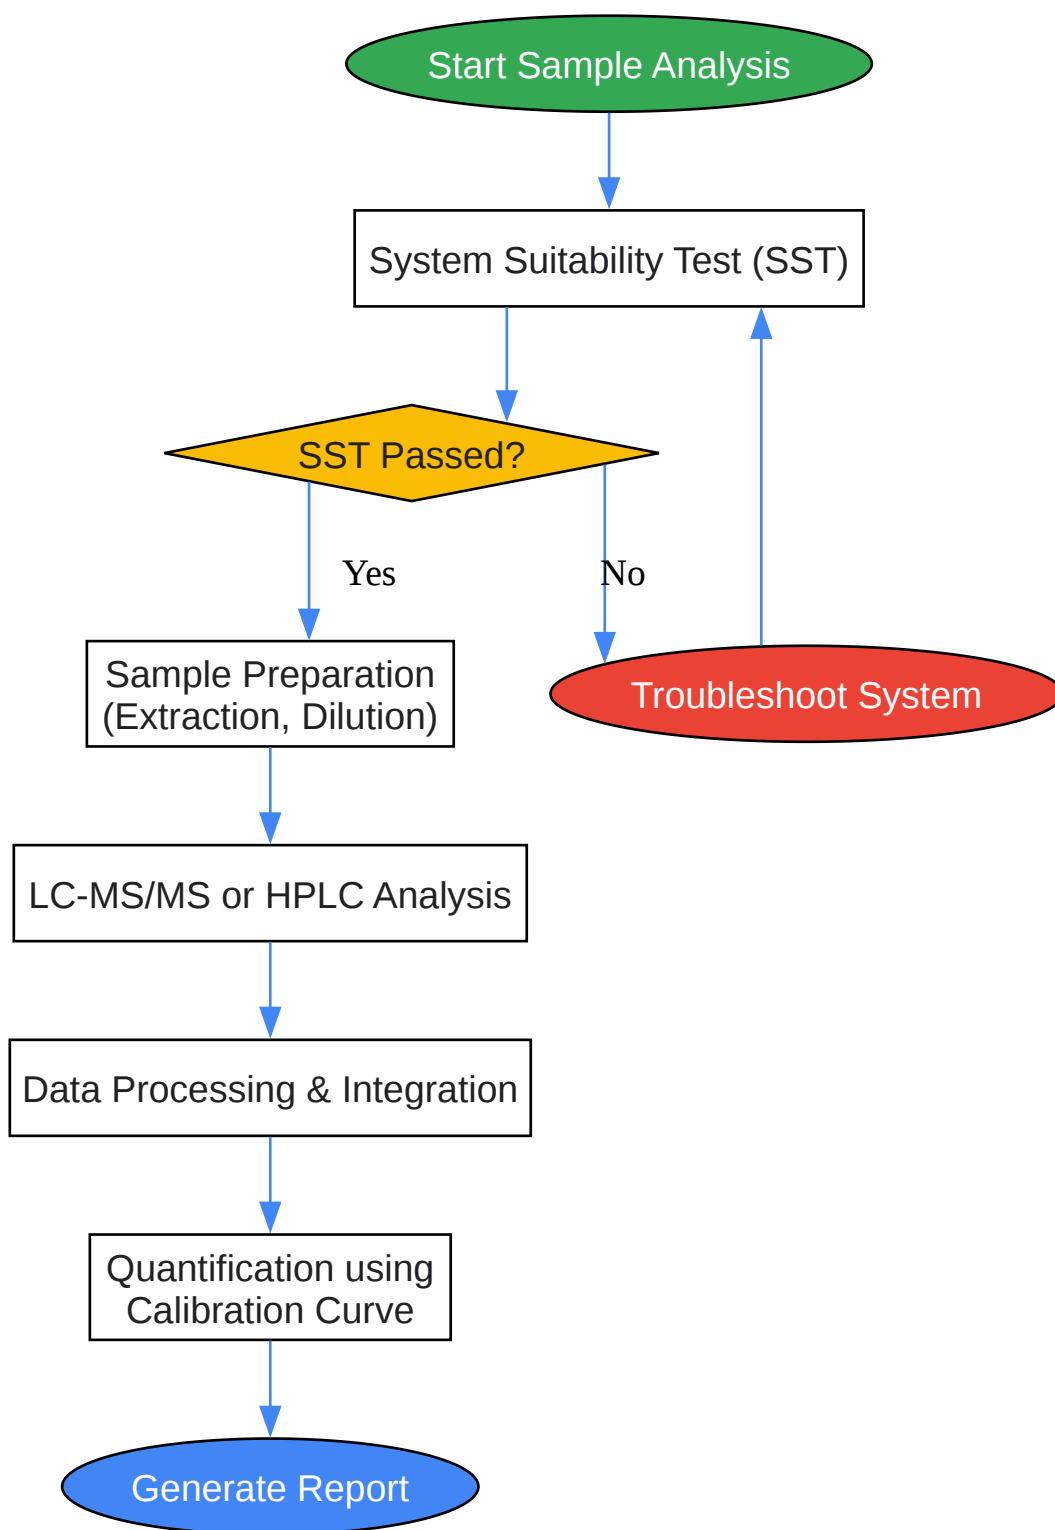 Start Sample Analysis
System Suitability Test (SST)
SST Passed?
Yes
No
Sample Preparation
(Extraction, Dilution)
Troubleshoot System
LC-MS/MS or HPLC Analysis
Data Processing & Integration
Quantification using
Calibration Curve
Generate Report